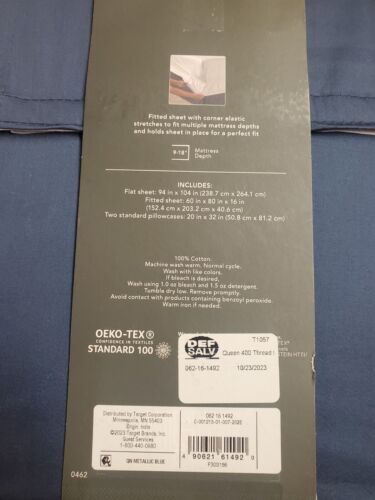 Fitted sheet with corner elastic
stretches to fit multiple mattress depths
and holds sheet in place for a perfect fit
9-18" Mattress
Depth
INCLUDES:
Flat sheet: 94 in x 104 in (238.7 cm x 264.1 cm)
Fitted sheet: 60 in x 80 in x 16 in
(152.4 cm x 203.2 cm x 40.6 cm)
Two standard pillowcases: 20 in x 32 in (50.8 cm x 81.2 cm)
100% Cotton.
Machine wash warm. Normal cycle.
Wash with like colors.
If bleach is desired,
Wash using 1.0 oz bleach and 1.5 oz detergent.
Tumble dry low. Remove promptly.
Avoid contact with products containing benzoyl peroxide.
Warm iron if needed.
OEKO-TEX®
CONFIDENCE IN TEXTILES
STANDARD 100
DEF
SALV
T1057
Queen 400 Thread
062-16-1492
10/23/2023
Distributed by Target Corporation
Minneapolis, MN 55403
Origin: India
©2023 Target Brands, Inc.
Guest Services
1-800-440-0680
QN METALLIC BLUE
062 16 1492
4 90621 61492 0
0462